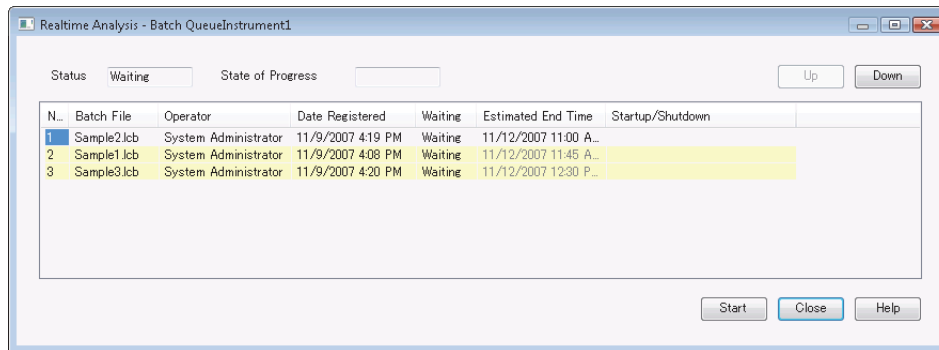 Realtime Analysis - Batch QueueInstrument1
Status Waiting State of Progress Up Down
N... Batch File Operator Date Registered Waiting Estimated End Time Startup/Shutdown
1 Sample2.lcb System Administrator 11/9/2007 4:19 PM Waiting 11/12/2007 11:00 A...
2 Sample1.lcb System Administrator 11/9/2007 4:08 PM Waiting 11/12/2007 11:45 A...
3 Sample3.lcb System Administrator 11/9/2007 4:20 PM Waiting 11/12/2007 12:30 P...
Start Close Help